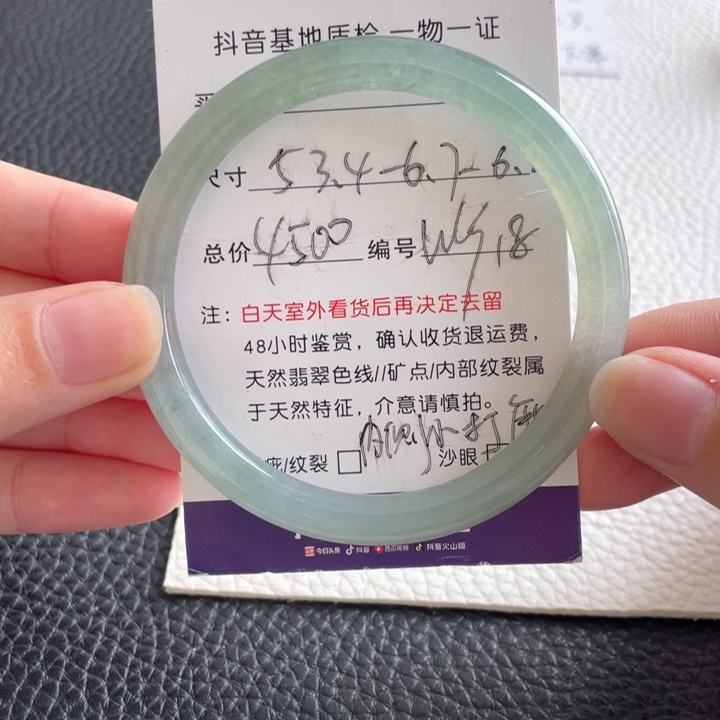 抖音基地质检 一物一证
尺寸 53.4-6.7-6.
总价 4500 编号 WG18
注：白天室外看货后再决定去留
48小时鉴赏，确认收货退运费，
天然翡翠色线//矿点/内部纹裂属
于天然特征，介意请慎拍。
疵/纹裂 沙眼
今日头条 抖音 西瓜视频 抖音火山版